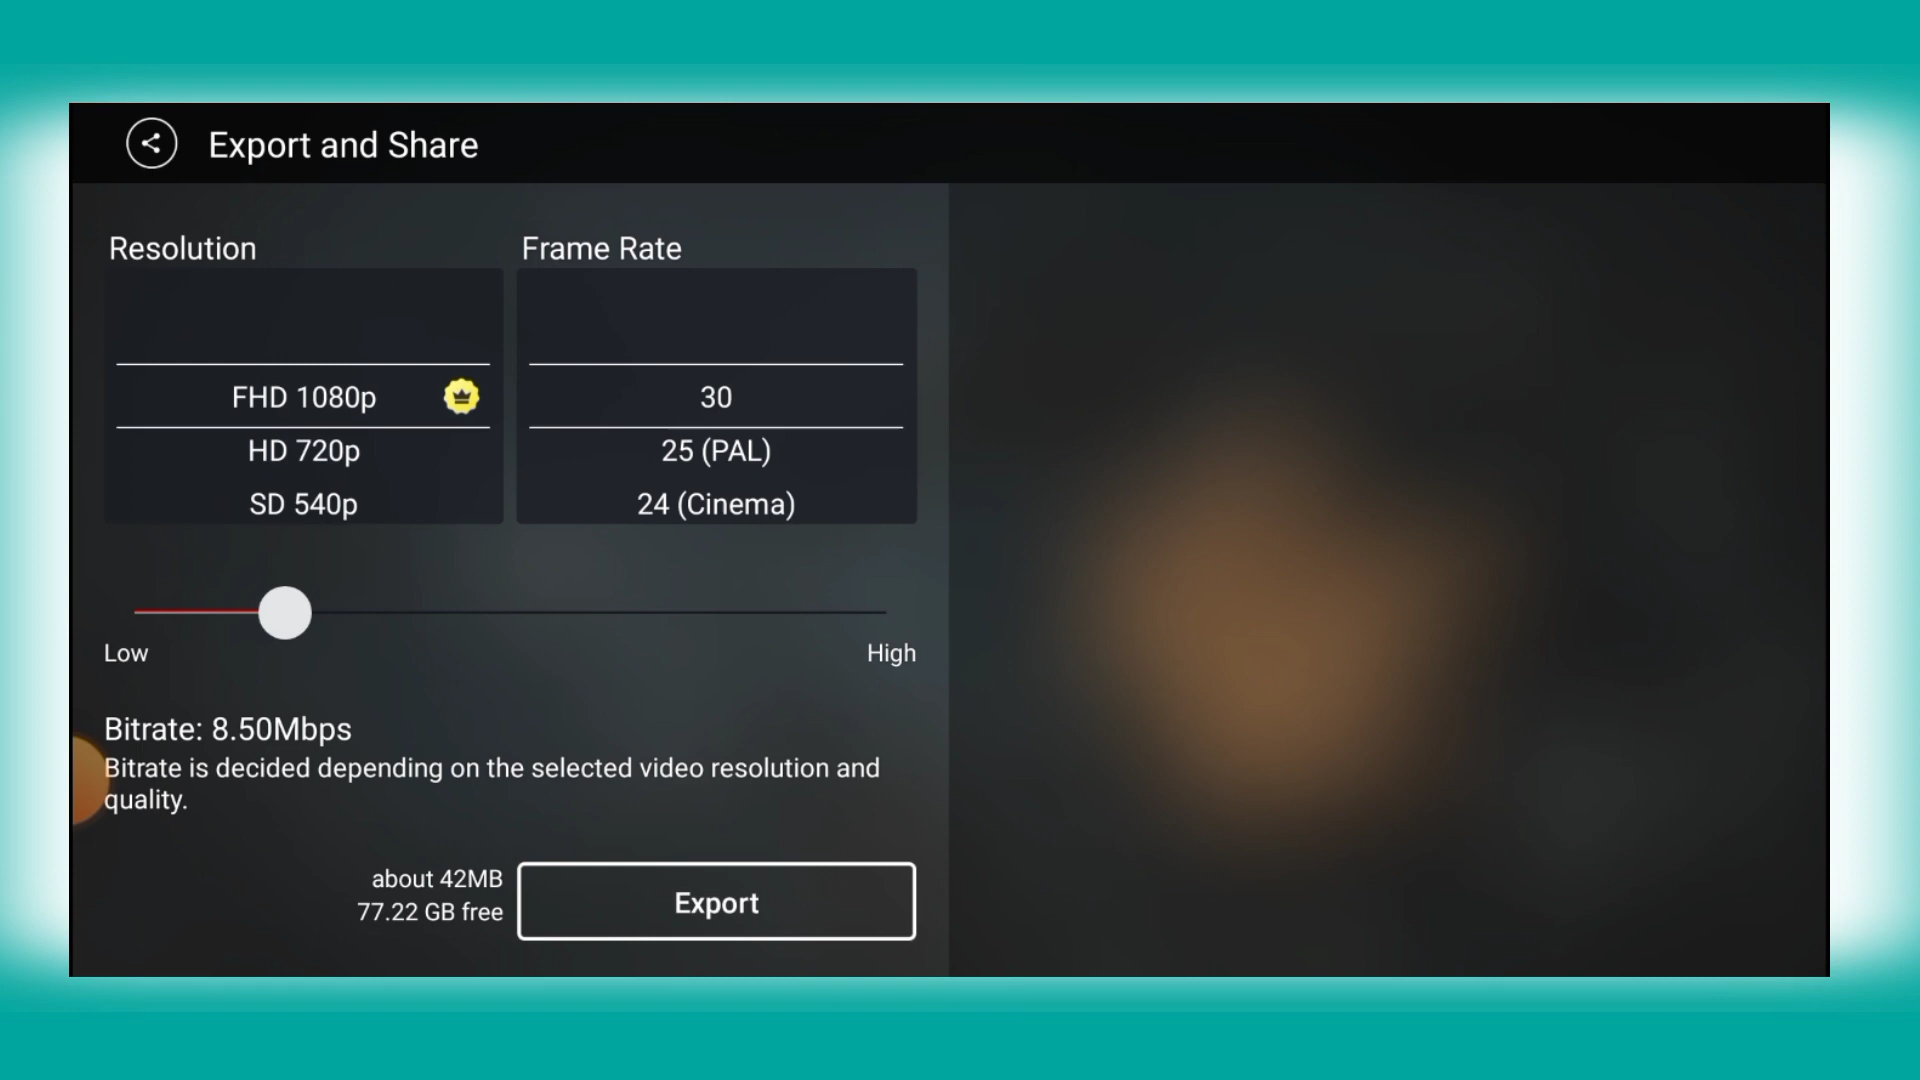 Export and Share
Resolution
Frame Rate
FHD 1080p
30
HD 720p
25 (PAL)
SD 540p
24 (Cinema)
Low
High
Bitrate: 8.50Mbps
Bitrate is decided depending on the selected video resolution and
quality.
about 42MB
77.22 GB free
Export